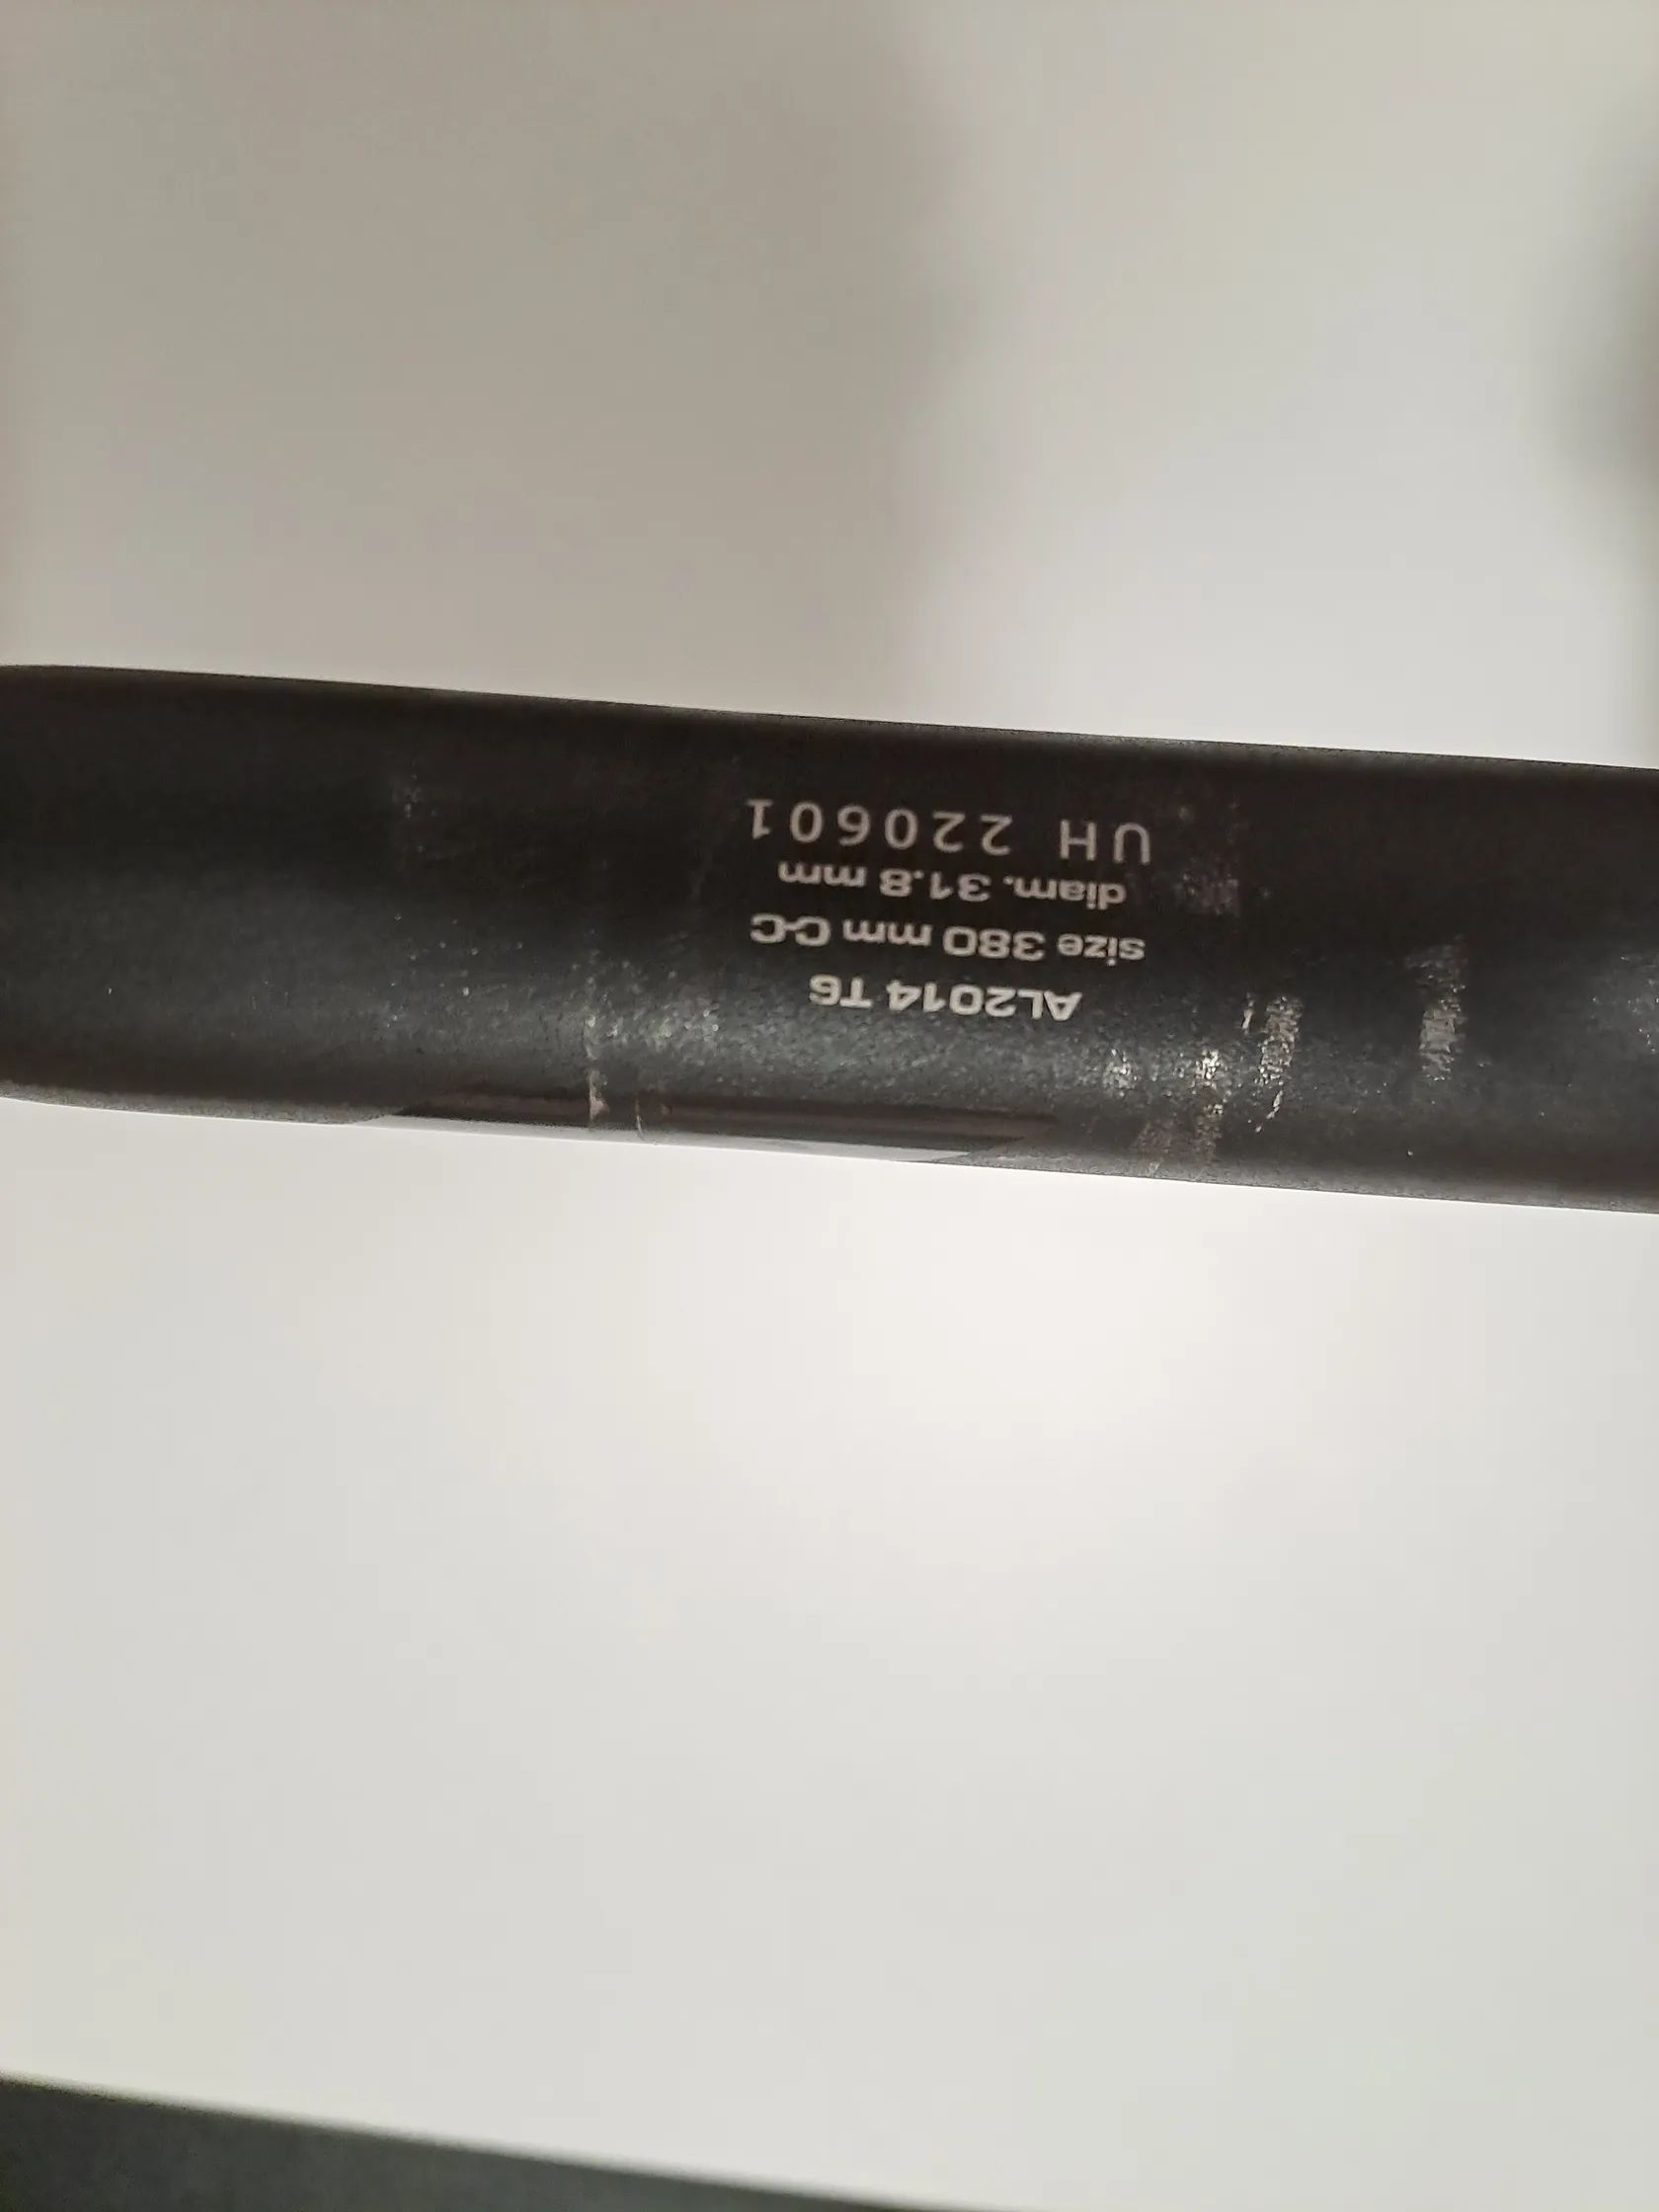 AL2014 T6
size 380 mm C-C
diam. 31.8 mm
UH 220601